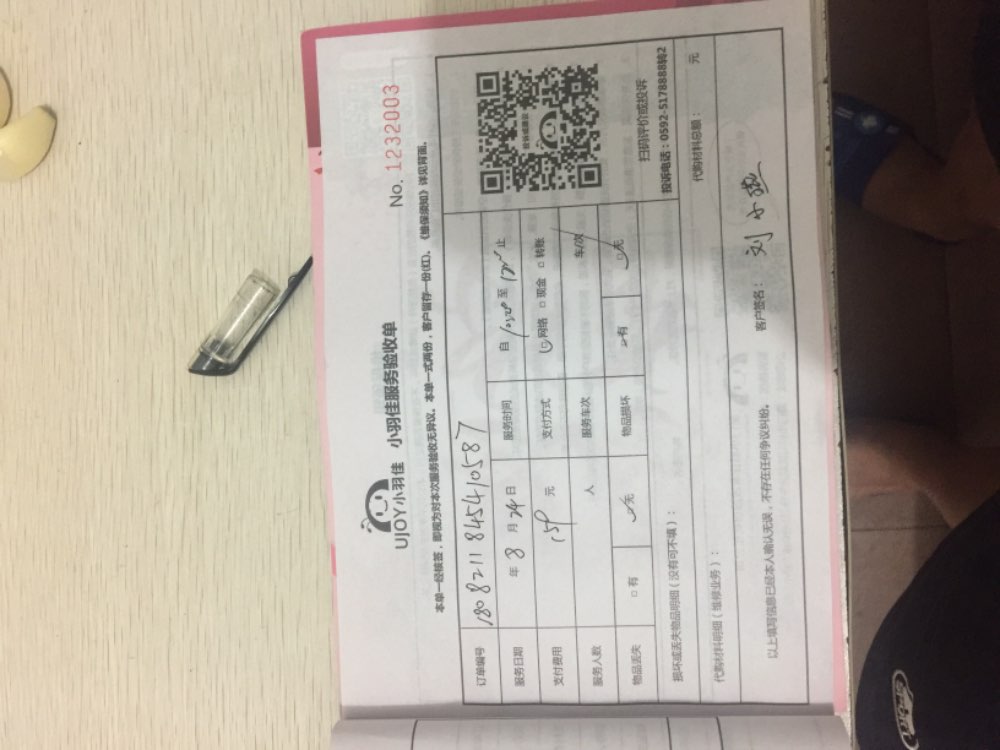 No. 1232003
UJOY小羽佳 小羽佳服务验收单
本单一经核签，即视为对本次服务验收无异议。本单一式两份，客户留存一份(红)。《维保须知》详见背面。
订单编号 1808211845410587
投诉或建议
服务日期 年 8 月 24 日 服务时间 自 至 止
支付费用 159 元 支付方式 网络 □ 现金 □ 转账
服务人数 人 服务车次 车/次
物品丢失 □ 有 无 物品损坏 □ 有 □ 无
扫码评价或投诉
投诉电话：0592-5178888转2
损坏或丢失物品明细（没有可不填）：
代购材料明细（维修业务）： 代购材料总额： 元
以上填写信息已经本人确认无误，不存在任何争议纠纷。 客户签名： 刘小